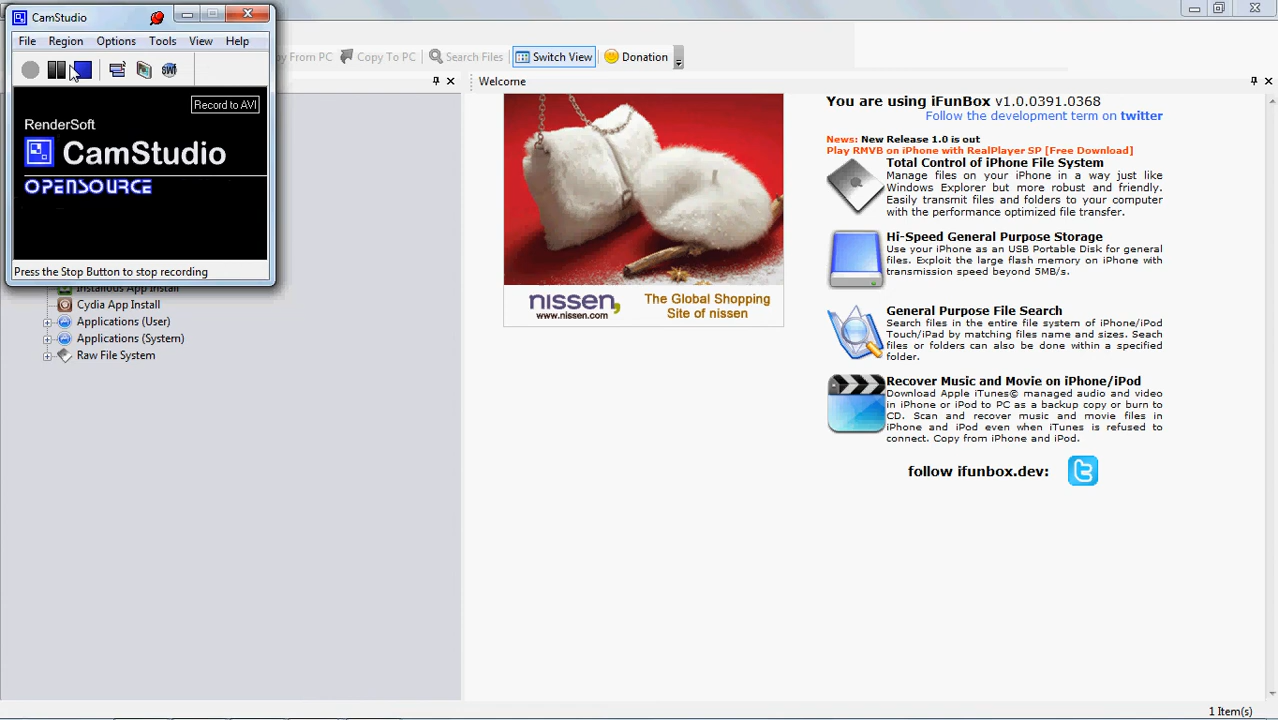 CamStudio
File Region Options Tools View Help
Record to AVI
RenderSoft
CamStudio
OPENSOURCE
Press the Stop Button to stop recording
From PC Copy To PC Search Files Switch View Donation
Welcome
Cydia App Install
Applications (User)
Applications (System)
Raw File System
nissen,
www.nissen.com
The Global Shopping
Site of nissen
You are using iFunBox v1.0.0391.0368
Follow the development term on twitter
News: New Release 1.0 is out
Play RMVB on iPhone with RealPlayer SP [Free Download]
Total Control of iPhone File System
Manage files on your iPhone in a way just like
Windows Explorer but more robust and friendly.
Easily transmit files and folders to your computer
with the performance optimized file transfer.
Hi-Speed General Purpose Storage
Use your iPhone as an USB Portable Disk for general
files. Exploit the large flash memory on iPhone with
transmission speed beyond 5MB/s.
General Purpose File Search
Search files in the entire file system of iPhone/iPod
Touch/iPad by matching files name and sizes. Seach
files or folders can also be done within a specified
folder.
Recover Music and Movie on iPhone/iPod
Download Apple iTunes© managed audio and video
in iPhone or iPod to PC as a backup copy or burn to
CD. Scan and recover music and movie files in
iPhone and iPod even when iTunes is refused to
connect. Copy from iPhone and iPod.
follow ifunbox.dev:
1 Item(s)